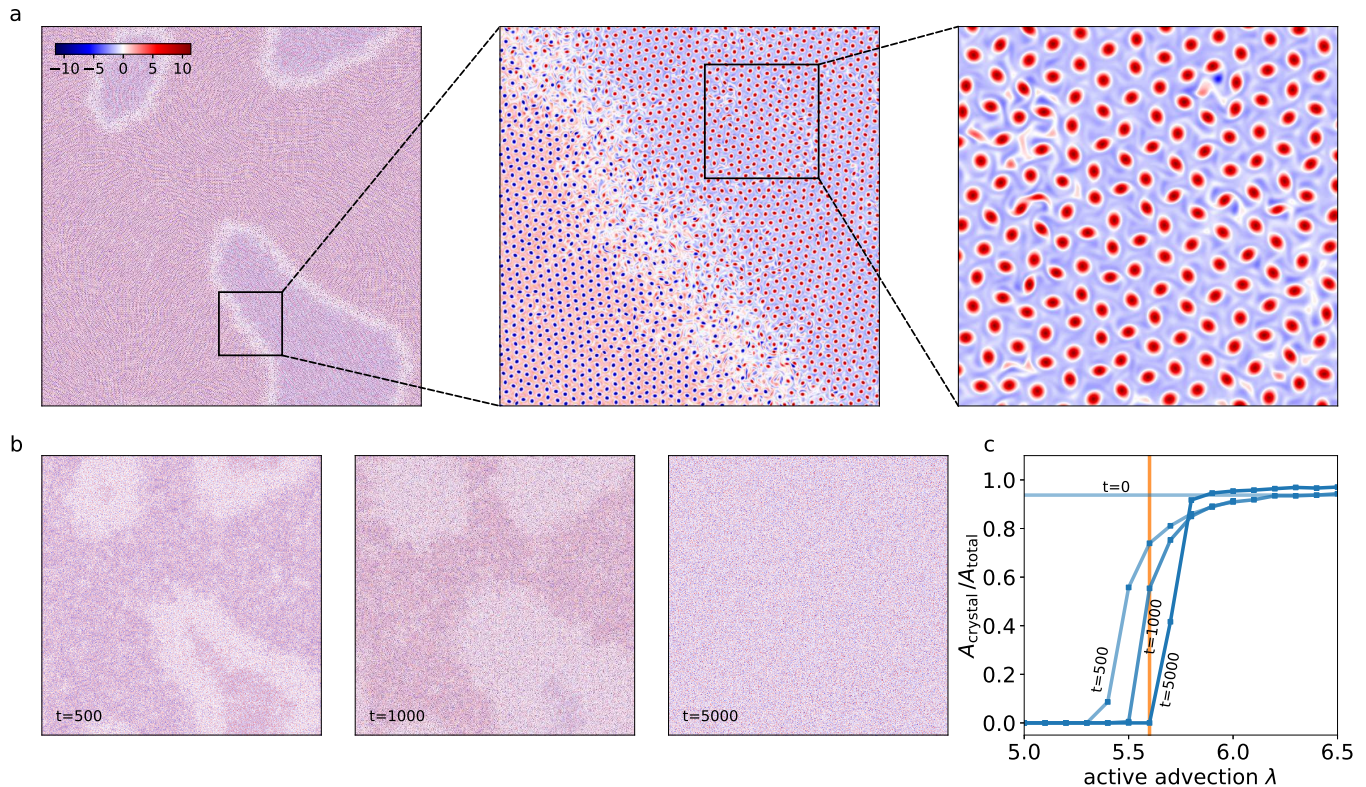 a
−10 −5 0 5 10
b
t=500
t=1000
t=5000
c
A_crystal / A_total
1.0
0.8
0.6
0.4
0.2
0.0
t=0
t=500
t=1000
t=5000
5.0 5.5 6.0 6.5
active advection λ